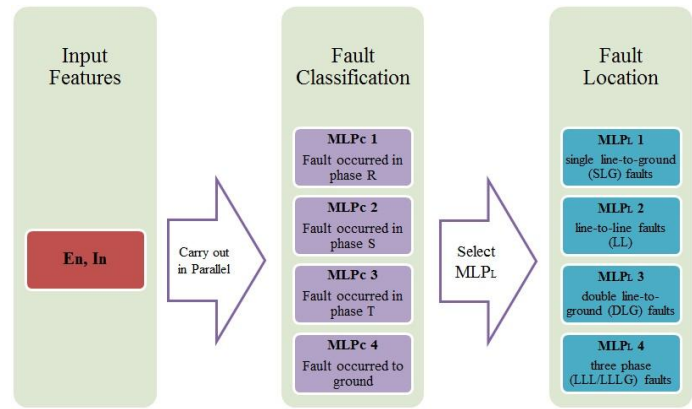 Input
Features
En, In
Carry out
in Parallel
Fault
Classification
MLPc 1
Fault occurred in
phase R
MLPc 2
Fault occurred in
phase S
MLPc 3
Fault occurred in
phase T
MLPc 4
Fault occurred to
ground
Select
MLPL
Fault
Location
MLPL 1
single line-to-ground
(SLG) faults
MLPL 2
line-to-line faults
(LL)
MLPL 3
double line-to-
ground (DLG) faults
MLPL 4
three phase
(LLL/LLLG) faults